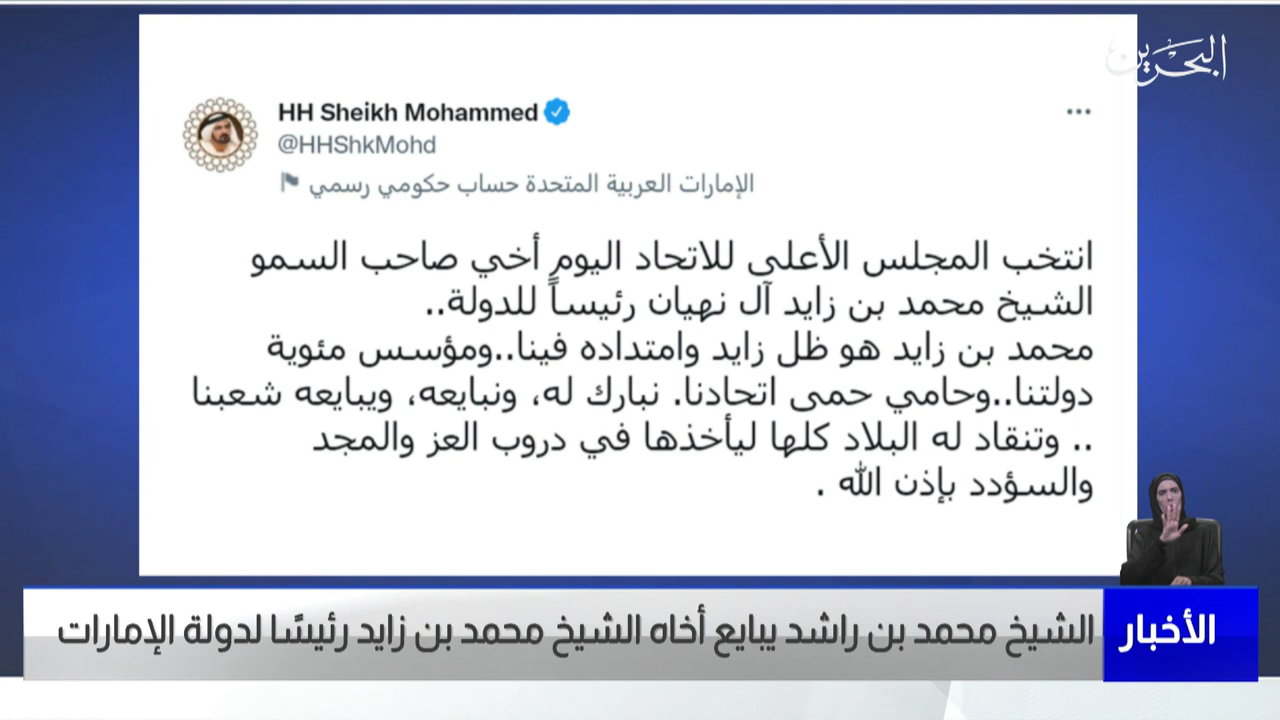 البحرين
HH Sheikh Mohammed
@HHShkMohd
الإمارات العربية المتحدة حساب حكومي رسمي
انتخب المجلس الأعلى للاتحاد اليوم أخي صاحب السمو
الشيخ محمد بن زايد آل نهيان رئيساً للدولة..
محمد بن زايد هو ظل زايد وامتداده فينا..ومؤسس مئوية
دولتنا..وحامي حمى اتحادنا. نبارك له، ونبايعه، ويبايعه شعبنا
.. وتنقاد له البلاد كلها ليأخذها في دروب العز والمجد
والسؤدد بإذن الله .
الأخبار
الشيخ محمد بن راشد يبايع أخاه الشيخ محمد بن زايد رئيسًا لدولة الإمارات